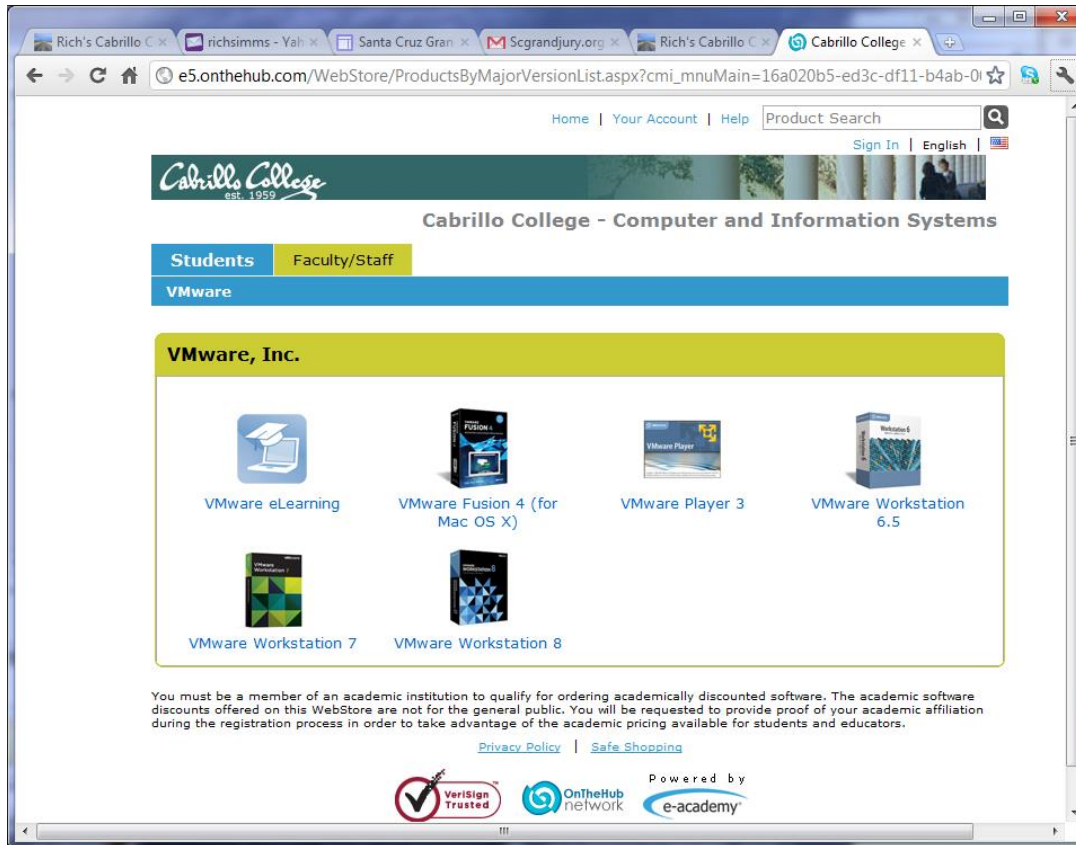 Rich's Cabrillo C
richsimms - Yah
Santa Cruz Gran
Scgrandjury.org
Rich's Cabrillo C
Cabrillo College
e5.onthehub.com/WebStore/ProductsByMajorVersionList.aspx?cmi_mnuMain=16a020b5-ed3c-df11-b4ab-0
Home | Your Account | Help Product Search
Sign In | English |
Cabrillo College
est. 1959
Cabrillo College - Computer and Information Systems
Students Faculty/Staff
VMware
VMware, Inc.
VMware Player
Workstation 6
VMware eLearning
VMware Fusion 4 (for
Mac OS X)
VMware Player 3
VMware Workstation
6.5
VMware Workstation 7
VMware Workstation 8
You must be a member of an academic institution to qualify for ordering academically discounted software. The academic software
discounts offered on this WebStore are not for the general public. You will be requested to provide proof of your academic affiliation
during the registration process in order to take advantage of the academic pricing available for students and educators.
Privacy Policy | Safe Shopping
VeriSign
Trusted
OnTheHub
network
Powered by
e-academy